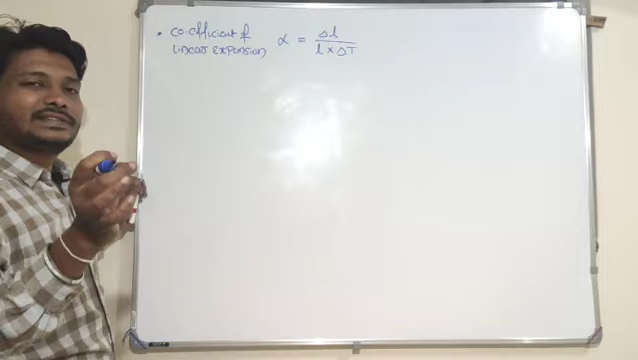 • Co-efficient of
linear expansion α = Δl / l × ΔT